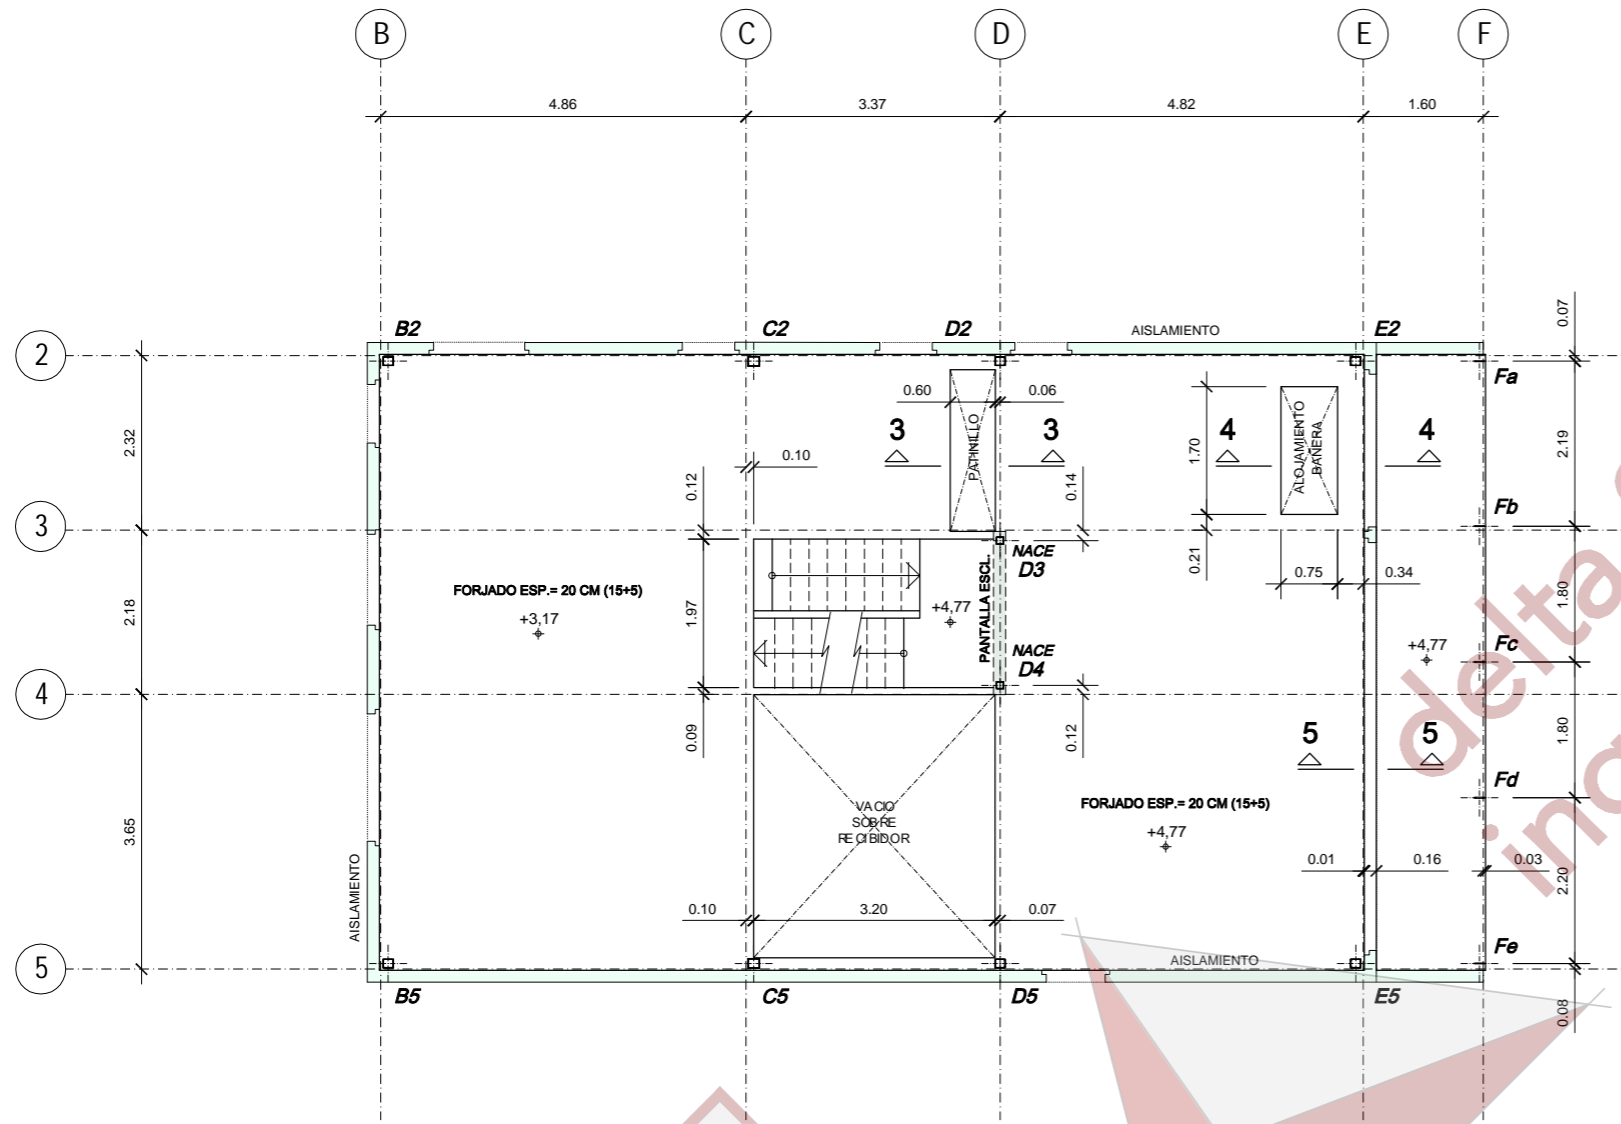 B
C
D
E
F
4.86
3.37
4.82
1.60
0.07
B2
C2
D2
AISLAMIENTO
E2
2
Fa
0.60
0.06
3
3
4
4
PATINILLO
1.70
ALOJAMIENTO
BAÑERA
2.32
2.19
0.10
0.12
0.14
Fb
3
0.21
NACE
D3
0.75
0.34
PANTALLA ESCL.
FORJADO ESP.= 20 CM (15+5)
+3,17
+4,77
2.18
1.97
1.80
NACE
D4
+4,77
Fc
4
0.09
0.12
5
5
1.80
Fd
VACIO
SOBRE
RECIBIDOR
FORJADO ESP.= 20 CM (15+5)
+4,77
3.65
0.01
0.16
0.03
2.20
AISLAMIENTO
0.10
3.20
0.07
Fe
5
AISLAMIENTO
B5
C5
D5
E5
0.08
delta